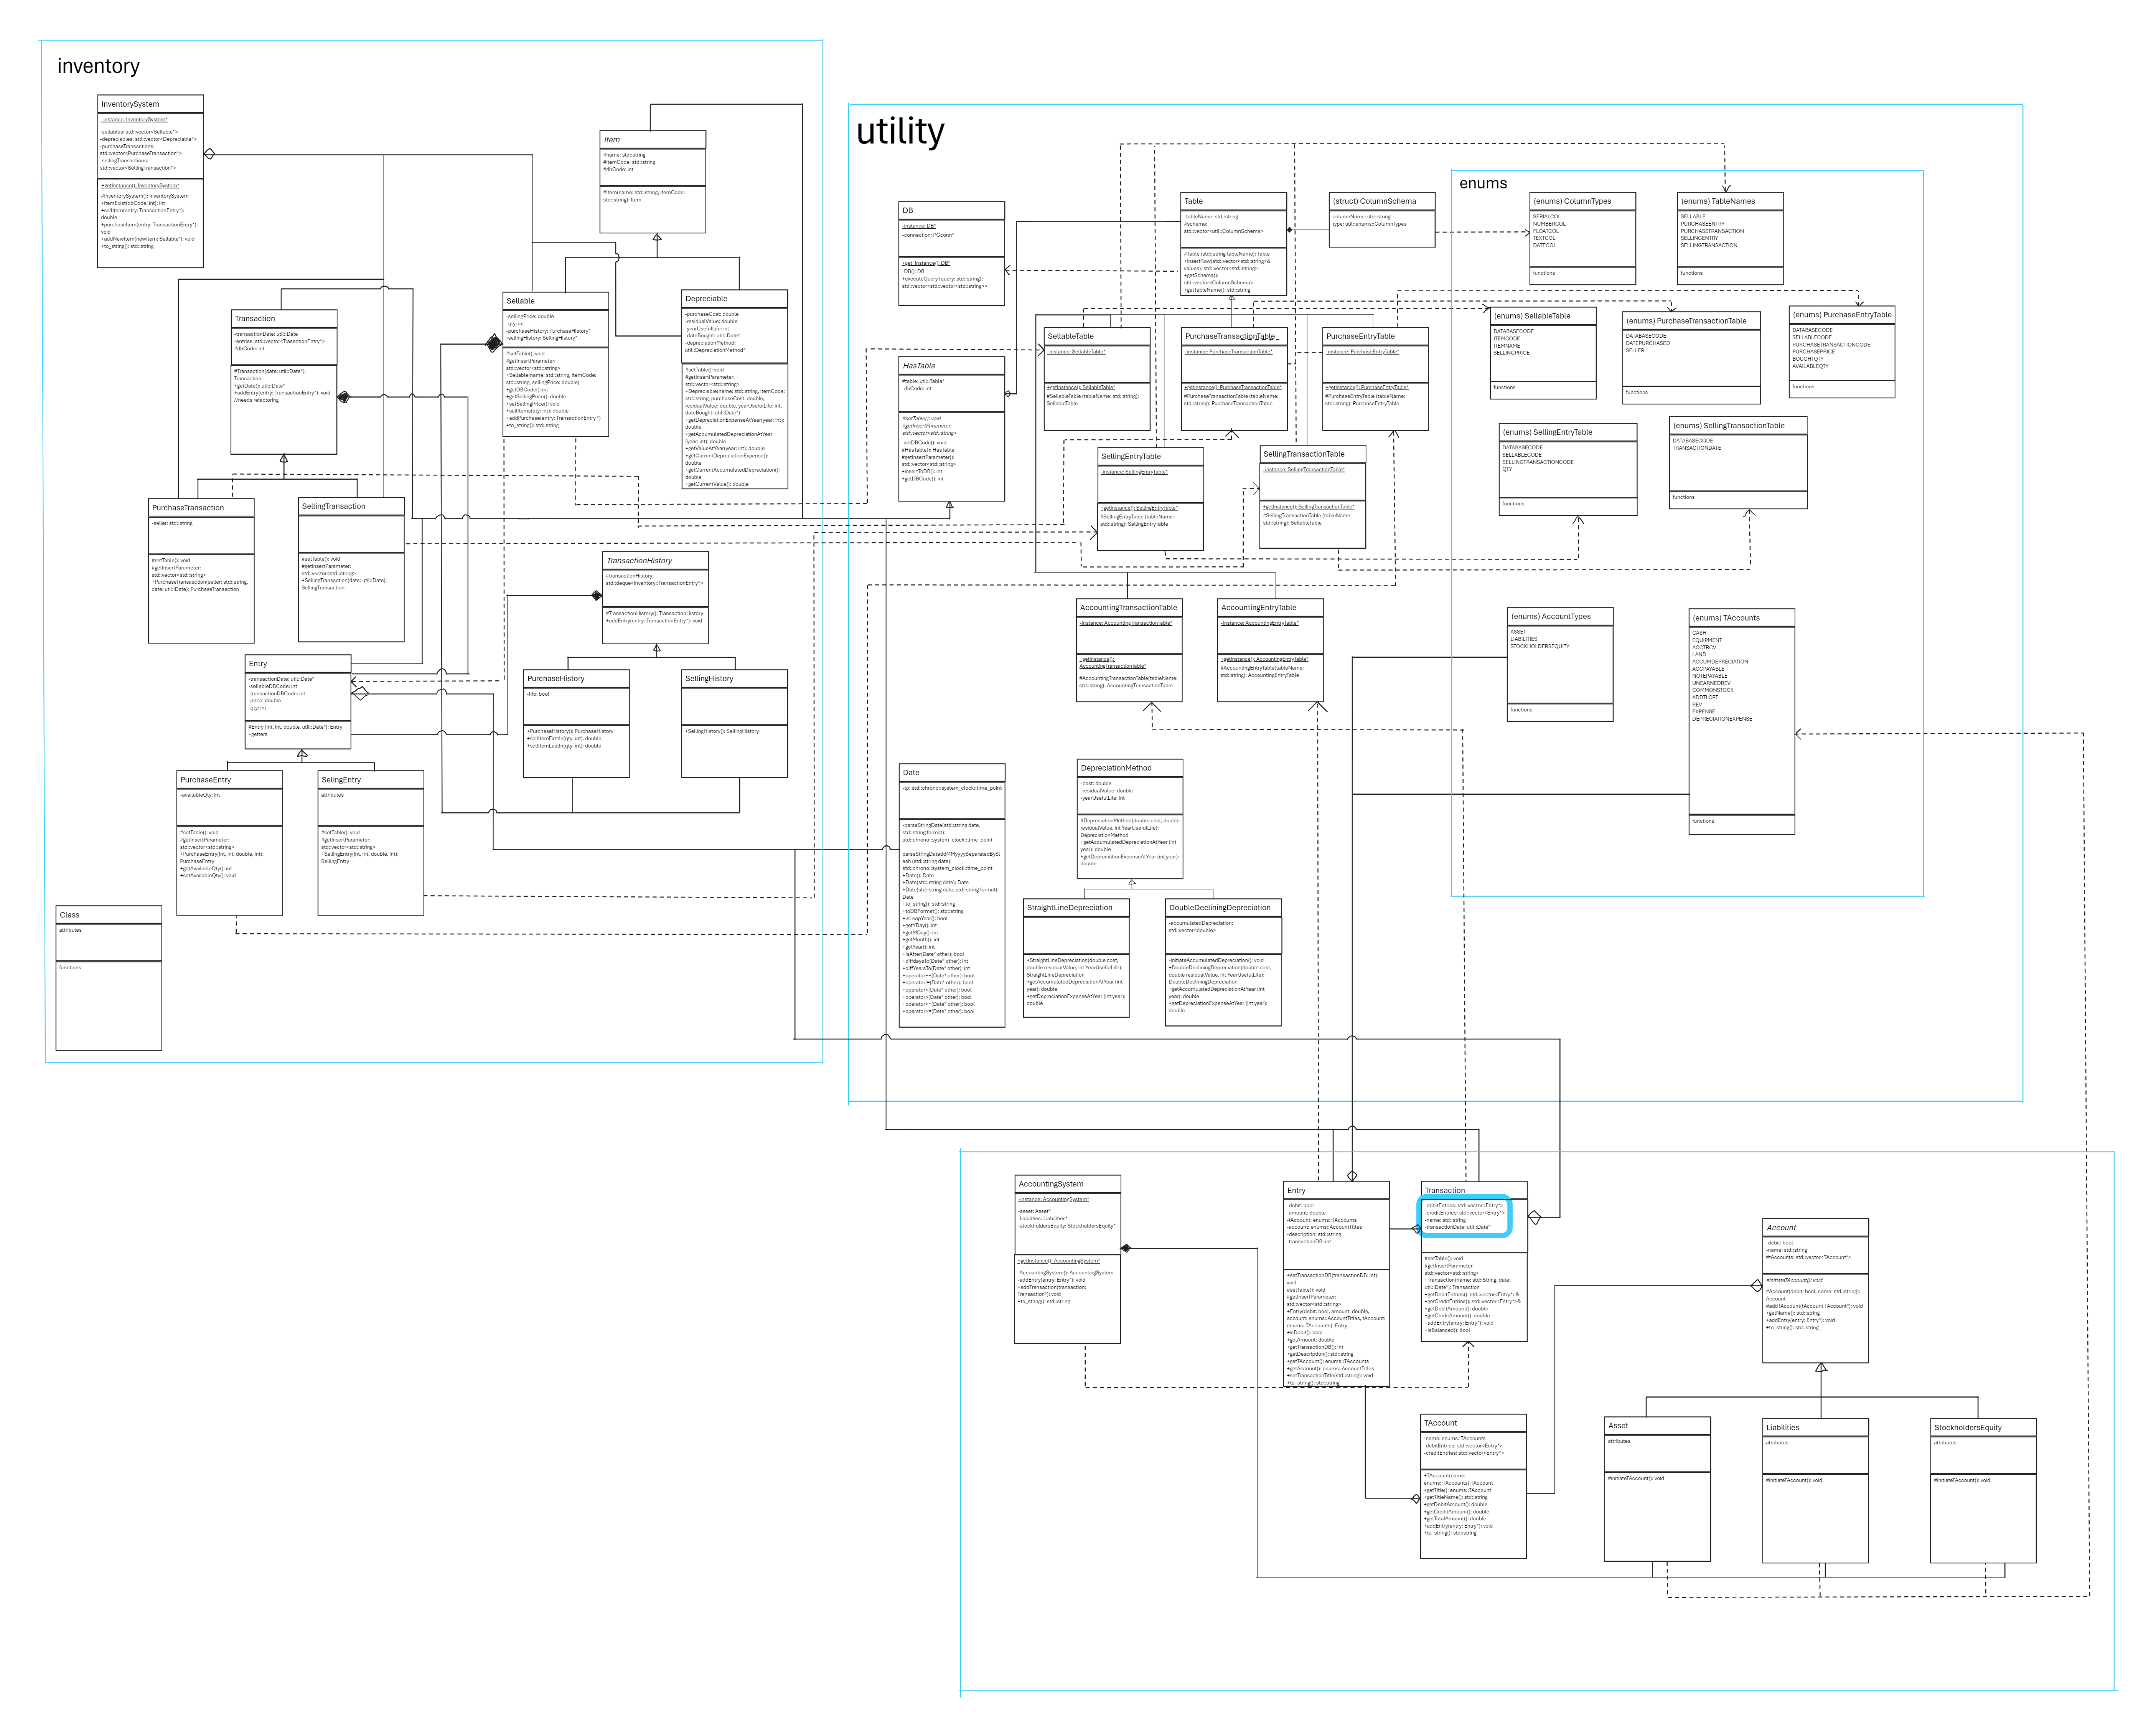 inventory
InventorySystem
-instance: InventorySystem*
-sellables: std::vector<Sellable*>
-depreciables: std::vector<Depreciable*>
-purchaseTransactions:
std::vector<PurchaseTransaction*>
-sellingTransactions:
std::vector<SellingTransaction*>
+getInstance(): InventorySystem*
#InventorySystem(): InventorySystem
+itemExist(dbCode: int): int
+sellItem(entry: TransactionEntry*):
double
+purchaseItem(entry: TransactionEntry*):
void
+addNewItem(newItem: Sellable*): void
+to_string(): std::string
Item
#name: std::string
#itemCode: std::string
#dbCode: int
#Item(name: std::string, itemCode:
std::string): Item
Sellable
-sellingPrice: double
-qty: int
-purchaseHistory: PurchaseHistory*
-sellingHistory: SellingHistory*
#setTable(): void
#getInsertParameter:
std::vector<std::string>
+Sellable(name: std::string, itemCode:
std::string, sellingPrice: double)
+getDBCode(): int
+getSellingPrice(): double
+setSellingPrice(): void
+sellItems(qty: int): double
+addPurchase(entry: TransactionEntry *)
+to_string(): std::string
Depreciable
-purchaseCost: double
-residualValue: double
-yearUsefulLife: int
-dateBought: util::Date*
-depreciationMethod:
util::DepreciationMethod*
#setTable(): void
#getInsertParameter:
std::vector<std::string>
+Depreciable(name: std::string, itemCode:
std::string, purchaseCost: double,
residualValue: double, yearUsefulLife: int,
dateBought: util::Date*)
+getDepreciationExpenseAtYear(year: int):
double
+getAccumulatedDepreciationAtYear
(year: int): double
+getValueAtYear(year: int): double
+getCurrentDepreciationExpense():
double
+getCurrentAccumulatedDepreciation():
double
+getCurrentValue(): double
Transaction
-transactionDate: util::Date
-entries: std::vector<TransactionEntry*>
#dbCode: int
#Transaction(date: util::Date*):
Transaction
+getDate(): util::Date*
+addEntry(entry: TransactionEntry*): void
//needs refactoring
PurchaseTransaction
-seller: std::string
#setTable(): void
#getInsertParameter:
std::vector<std::string>
+PurchaseTransaction(seller: std::string,
date: util::Date): PurchaseTransaction
SellingTransaction
#setTable(): void
#getInsertParameter:
std::vector<std::string>
+SellingTransaction(date: util::Date):
SellingTransaction
TransactionHistory
#transactionHistory:
std::deque<inventory::TransactionEntry*>
#TransactionHistory(): TransactionHistory
+addEntry(entry: TransactionEntry*): void
PurchaseHistory
-fifo: bool
+PurchaseHistory(): PurchaseHistory
+sellItemFirstIn(qty: int): double
+sellItemLastIn(qty: int): double
SellingHistory
+SellingHistory(): SellingHistory
Entry
-transactionDate: util::Date*
-sellableDBCode: int
-transactionDBCode: int
-price: double
-qty: int
#Entry (int, int, double, util::Date*): Entry
+getters
PurchaseEntry
-availableQty: int
#setTable(): void
#getInsertParameter:
std::vector<std::string>
+PurchaseEntry(int, int, double, int):
PurchaseEntry
+getAvailableQty(): int
+setAvailableQty(): void
SelingEntry
attributes
#setTable(): void
#getInsertParameter:
std::vector<std::string>
+SellingEntry(int, int, double, int):
SellingEntry
Class
attributes
functions
utility
DB
-instance: DB*
-connection: PGconn*
+get_instance(): DB*
-DB(): DB
+executeQuery (query: std::string):
std::vector<std::vector<std::string>>
Table
-tableName: std::string
#schema:
std::vector<util::ColumnSchema>
#Table (std::string tableName): Table
+insertRow(std::vector<std::string>&
values): std::vector<std::string>
+getSchema()
std::vector<ColumnSchema>
+getTableName(): std::string
(struct) ColumnSchema
columnName: std::string
type: util::enums::ColumnTypes
HasTable
#table: util::Table*
-dbCode: int
#setTable(): void
#getInsertParameter:
std::vector<std::string>
-setDBCode(): void
#HasTable(): HasTable
#getInsertParameter():
std::vector<std::string>
+insertToDB(): int
+getDBCode(): int
SellableTable
-instance: SellableTable*
+getInstance(): SellableTable*
#SellableTable (tableName: std::string):
SellableTable
PurchaseTransactionTable
-instance: PurchaseTransactionTable*
+getInstance(): PurchaseTransactionTable*
#PurchaseTransactionTable (tableName:
std::string): PurchaseTransactionTable
PurchaseEntryTable
-instance: PurchaseEntryTable*
+getInstance(): PurchaseEntryTable*
#PurchaseEntryTable (tableName:
std::string): PurchaseEntryTable
SellingEntryTable
-instance: SellingEntryTable*
+getInstance(): SellingEntryTable*
#SellingEntryTable (tableName:
std::string): SellingEntryTable
SellingTransactionTable
-instance: SellingTransactionTable*
+getInstance(): SellingTransactionTable*
#SellingTransactionTable (tableName:
std::string): SellableTable
AccountingTransactionTable
-instance: AccountingTransactionTable*
+getInstance():
AccountingTransactionTable*
#AccountingTransactionTable(tableName:
std::string): AccountingTransactionTable
AccountingEntryTable
-instance: AccountingEntryTable*
+getInstance(): AccountingEntryTable*
#AccountingEntryTable(tableName:
std::string): AccountingEntryTable
Date
-tp: std::chrono::system_clock::time_point
-parseStringDate(std::string date,
std::string format):
std::chrono::system_clock::time_point
-
parseStringDateddMMyyyySeparatedBySl
ash (std::string date):
std::chrono::system_clock::time_point
+Date(): Date
+Date(std::string date): Date
+Date(std::string date, std::string format):
Date
+to_string(): std::string
+toDBFormat(): std::string
+isLeapYear(): bool
+getYDay(): int
+getMDay(): int
+getMonth(): int
+getYear(): int
+isAfter(Date* other): bool
+diffdaysTo(Date* other): int
+diffYearsTo(Date* other): int
+operator==(Date* other): bool
+operator!=(Date* other): bool
+operator<(Date* other): bool
+operator>(Date* other): bool
+operator<=(Date* other): bool
+operator>=(Date* other): bool
DepreciationMethod
-cost: double
-residualValue: double
-yearUsefulLife: int
#DepreciationMethod(double cost, double
residualValue, int YearUsefulLife):
DepreciationMethod
+getAccumulatedDepreciationAtYear (int
year): double
+getDepreciationExpenseAtYear (int year):
double
StraightLineDepreciation
+StraightLineDepreciation(double cost,
double residualValue, int YearUsefulLife):
StraightLineDepreciation
+getAccumulatedDepreciationAtYear (int
year): double
+getDepreciationExpenseAtYear (int year):
double
DoubleDecliningDepreciation
-accumulatedDepreciation:
std::vector<double>
-initiateAccumulatedDepreciation(): void
+DoubleDecliningDepreciation(double cost,
double residualValue, int YearUsefulLife):
DoubleDecliningDepreciation
+getAccumulatedDepreciationAtYear (int
year): double
+getDepreciationExpenseAtYear (int year):
double
enums
(enums) ColumnTypes
SERIALCOL
NUMBERCOL
FLOATCOL
TEXTCOL
DATECOL
functions
(enums) TableNames
SELLABLE
PURCHASEENTRY
PURCHASETRANSACTION
SELLINGENTRY
SELLINGTRANSACTION
functions
(enums) SellableTable
DATABASECODE
ITEMCODE
ITEMNAME
SELLINGPRICE
functions
(enums) PurchaseTransactionTable
DATABASECODE
DATEPURCHASED
SELLER
functions
(enums) PurchaseEntryTable
DATABASECODE
SELLABLECODE
PURCHASETRANSACTIONCODE
PURCHASEPRICE
BOUGHTQTY
AVAILABLEQTY
functions
(enums) SellingEntryTable
DATABASECODE
SELLABLECODE
SELLINGTRANSACTIONCODE
QTY
functions
(enums) SellingTransactionTable
DATABASECODE
TRANSACTIONDATE
functions
(enums) AccountTypes
ASSET
LIABILITIES
STOCKHOLDERSEQUITY
functions
(enums) TAccounts
CASH
EQUIPMENT
ACCTRCV
LAND
ACCUMDEPRECIATION
ACCPAYABLE
NOTEPAYABLE
UNEARNEDREV
COMMONSTOCK
ADDTLCPT
REV
EXPENSE
DEPRECIATIONEXPENSE
functions
AccountingSystem
-instance: AccountingSystem*
-asset: Asset*
-liabilities: Liabilities*
-stockholdersEquity: StockholdersEquity*
+getInstance(): AccountingSystem*
-AccountingSystem(): AccountingSystem
-addEntry(entry: Entry*): void
+addTransaction(transaction:
Transaction*): void
+to_string(): std::string
Entry
-debit: bool
-amount: double
-tAccount: enums::TAccounts
-account: enums::AccountTitles
-description: std::string
-transactionDB: int
+setTransactionDB(transactionDB: int):
void
#setTable(): void
#getInsertParameter:
std::vector<std::string>
+Entry(debit: bool, amount: double,
account: enums::AccountTitles, tAccount:
enums::TAccounts): Entry
+isDebit(): bool
+getAmount: double
+getTransactionDB(): int
+getDescription(): std::string
+getTAccount(): enums::TAccounts
+getAccount(): enums::AccountTitles
+setTransactionTitle(std::string): void
+to_string(): std::string
Transaction
-debitEntries: std::vector<Entry*>
-creditEntries: std::vector<Entry*>
-name: std::string
-transactionDate: util::Date*
#setTable(): void
#getInsertParameter:
std::vector<std::string>
+Transaction(name: std::String, date:
util::Date*): Transaction
+getDebitEntries(): std::vector<Entry*>&
+getCreditEntries(): std::vector<Entry*>&
+getDebitAmount(): double
+getCreditAmount(): double
+addEntry(entry: Entry*): void
+isBalanced(): bool
Account
-debit: bool
-name: std::string
#tAccounts: std::vector<TAccount*>
#initiateTAccount(): void
#Account(debit: bool, name: std::string):
Account
#addTAccount(tAccount TAccount*): void
+getName(): std::string
+addEntry(entry: Entry*): void
+to_string(): std::string
TAccount
-name: enums::TAccounts
-debitEntries: std::vector<Entry*>
-creditEntries: std::vector<Entry*>
+TAccount(name:
enums::TAccounts):TAccount
+getTitle(): enums::TAccount
+getTitleName(): std::string
+getDebitAmount(): double
+getCreditAmount(): double
+getTotalAmount(): double
+addEntry(entry: Entry*): void
+to_string(): std::string
Asset
attributes
#initiateTAccount(): void
Liabilities
attributes
#initiateTAccount(): void
StockholdersEquity
attributes
#initiateTAccount(): void